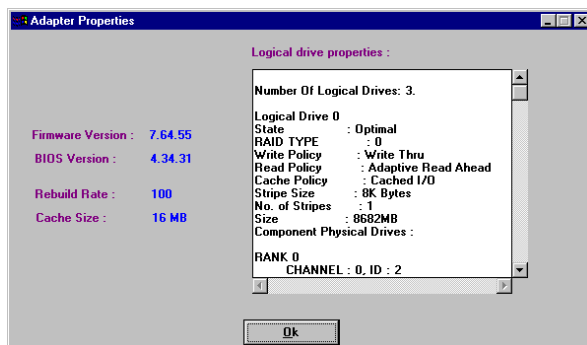 Adapter Properties
Logical drive properties :
Firmware Version : 7.64.55
BIOS Version : 4.34.31
Rebuild Rate : 100
Cache Size : 16 MB
Number Of Logical Drives: 3.
Logical Drive 0
State : Optimal
RAID TYPE : 0
Write Policy : Write Thru
Read Policy : Adaptive Read Ahead
Cache Policy : Cached I/O
Stripe Size : 8K Bytes
No. of Stripes : 1
Size : 8682MB
Component Physical Drives :
RANK 0
CHANNEL : 0, ID : 2
Ok